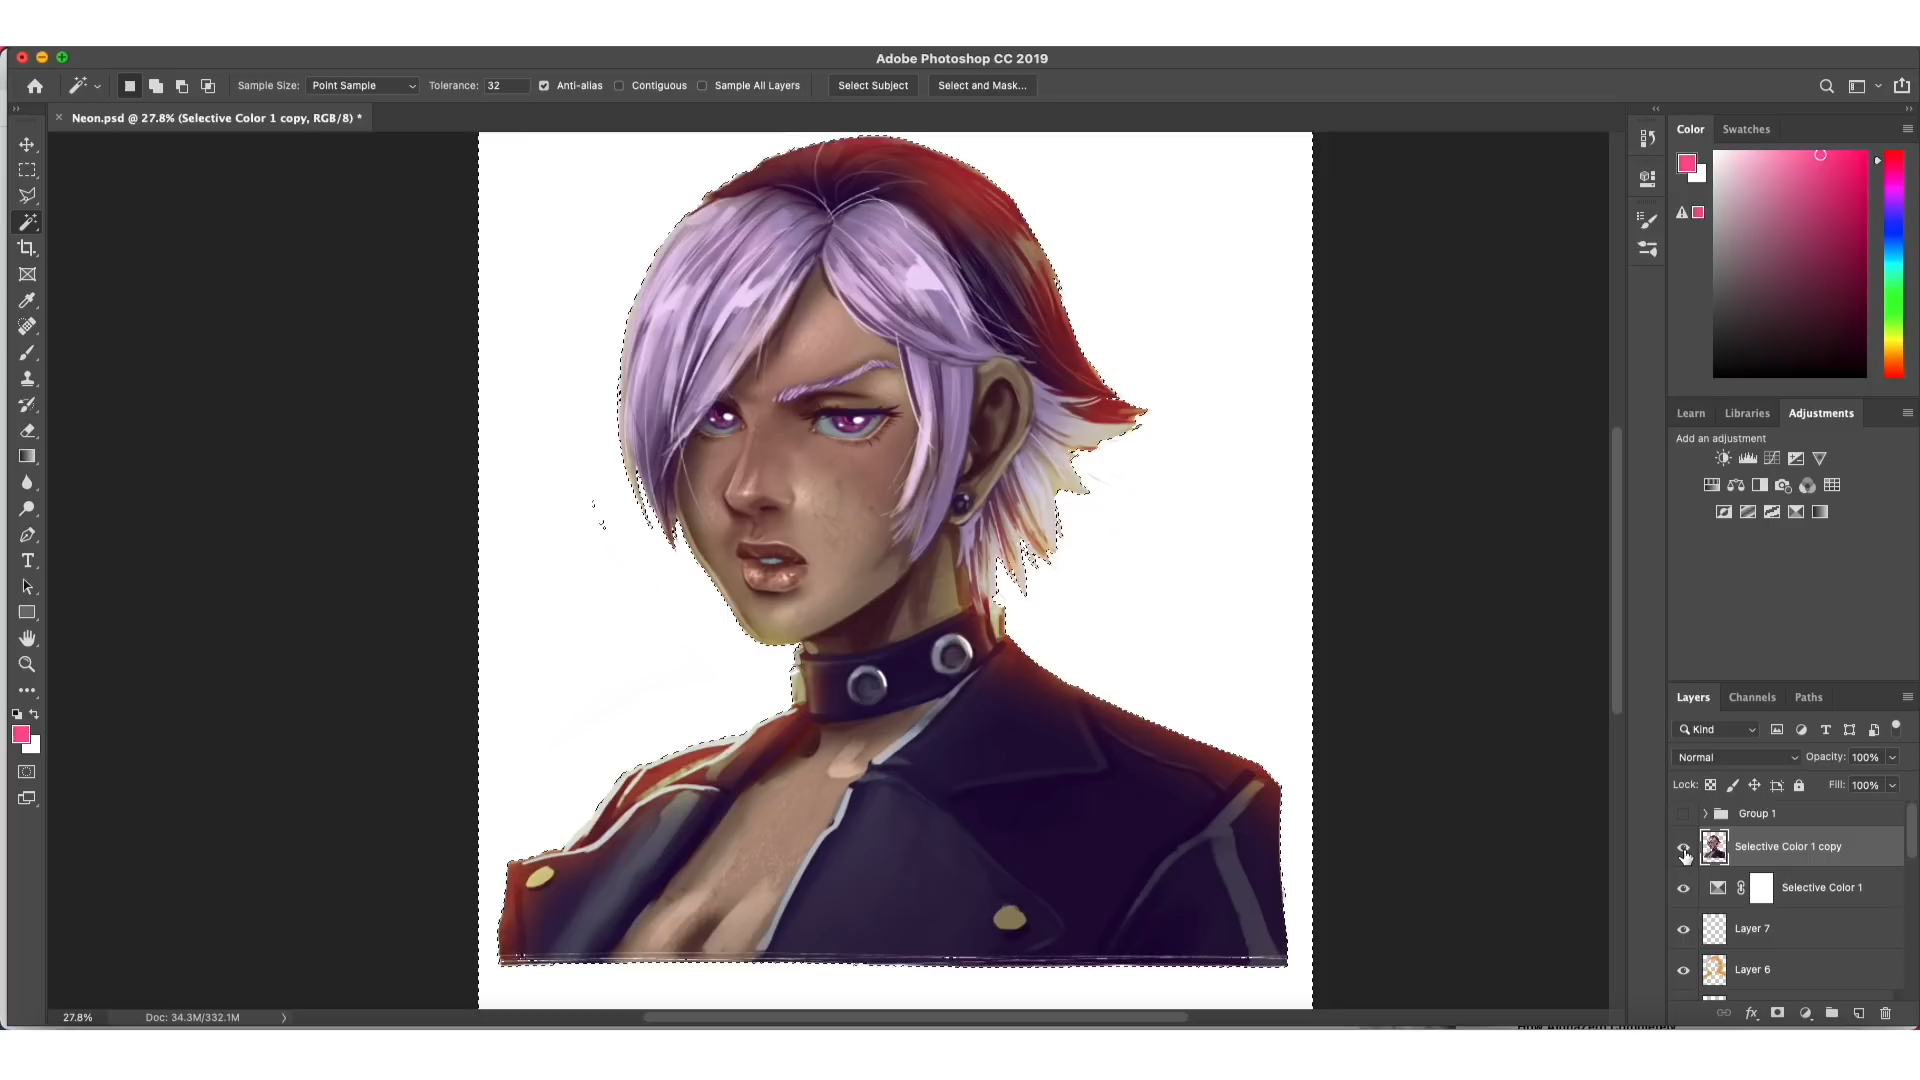 Adobe Photoshop CC 2019
Sample Size: Point Sample Tolerance: 32 Anti-alias Contiguous Sample All Layers Select Subject Select and Mask...
× Neon.psd @ 27.8% (Selective Color 1 copy, RGB/8) *
Color Swatches
Learn Libraries Adjustments
Add an adjustment
Layers Channels Paths
Kind
Normal Opacity: 100%
Lock: Fill: 100%
Group 1
Selective Color 1 copy
Selective Color 1
Layer 7
Layer 6
27.8% Doc: 34.3M/332.1M